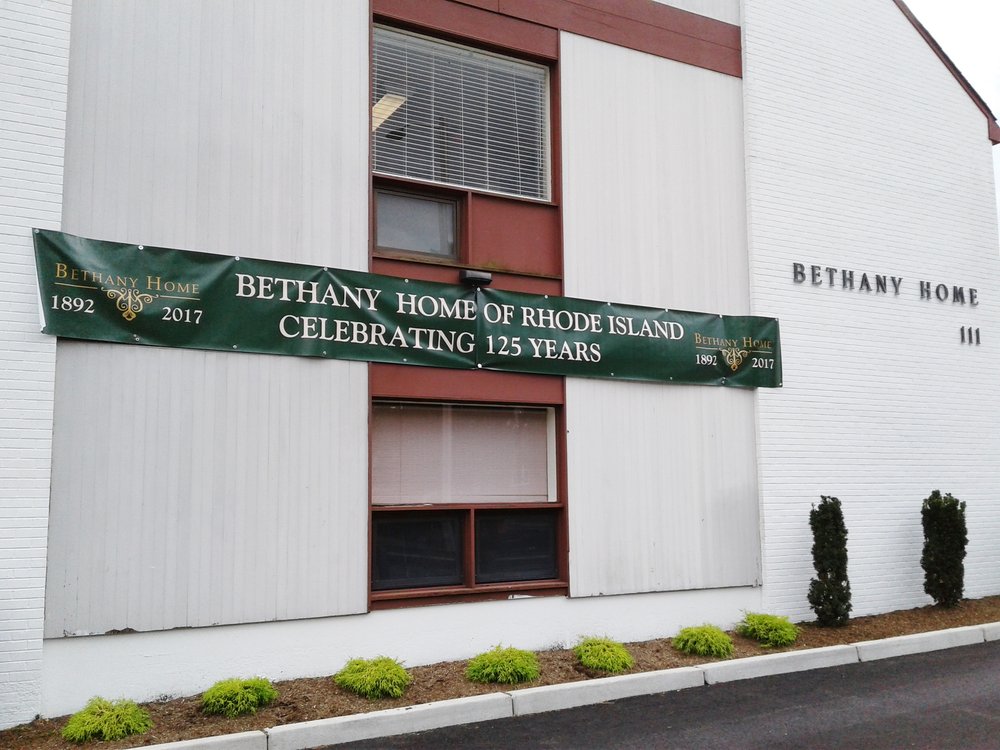 BETHANY HOME
1892 2017
BETHANY HOME OF RHODE ISLAND
CELEBRATING 125 YEARS
BETHANY HOME
1892 2017
BETHANY HOME
111